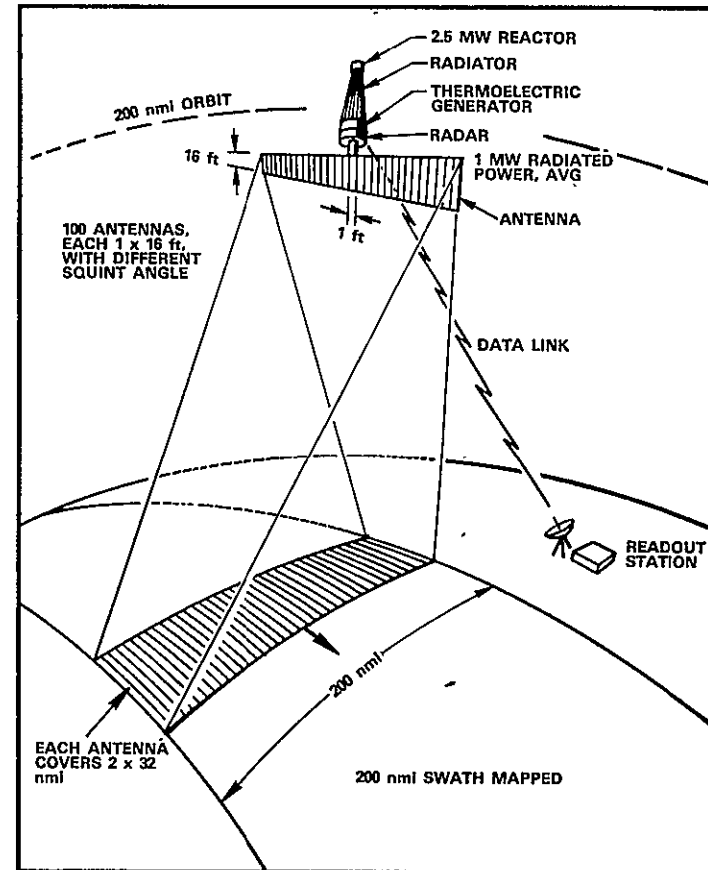 2.5 MW REACTOR
RADIATOR
THERMOELECTRIC
GENERATOR
RADAR
200 nmi ORBIT
16 ft
1 MW RADIATED
POWER, AVG
ANTENNA
1 ft
100 ANTENNAS,
EACH 1 x 16 ft,
WITH DIFFERENT
SQUINT ANGLE
DATA LINK
READOUT
STATION
200 nmi
EACH ANTENNA
COVERS 2 x 32
nmi
200 nmi SWATH MAPPED